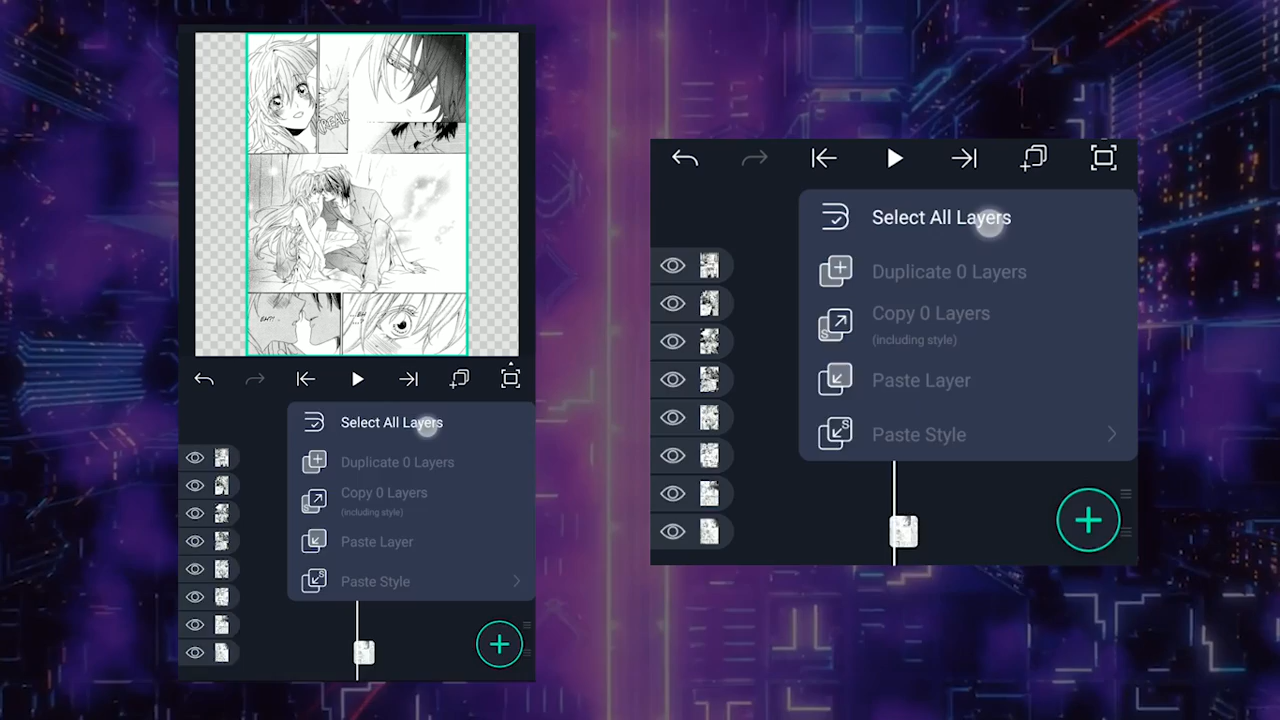 EH?!...
Select All Layers
Duplicate 0 Layers
Copy 0 Layers
(including style)
Paste Layer
Paste Style
Select All Layers
Duplicate 0 Layers
Copy 0 Layers
(including style)
Paste Layer
Paste Style